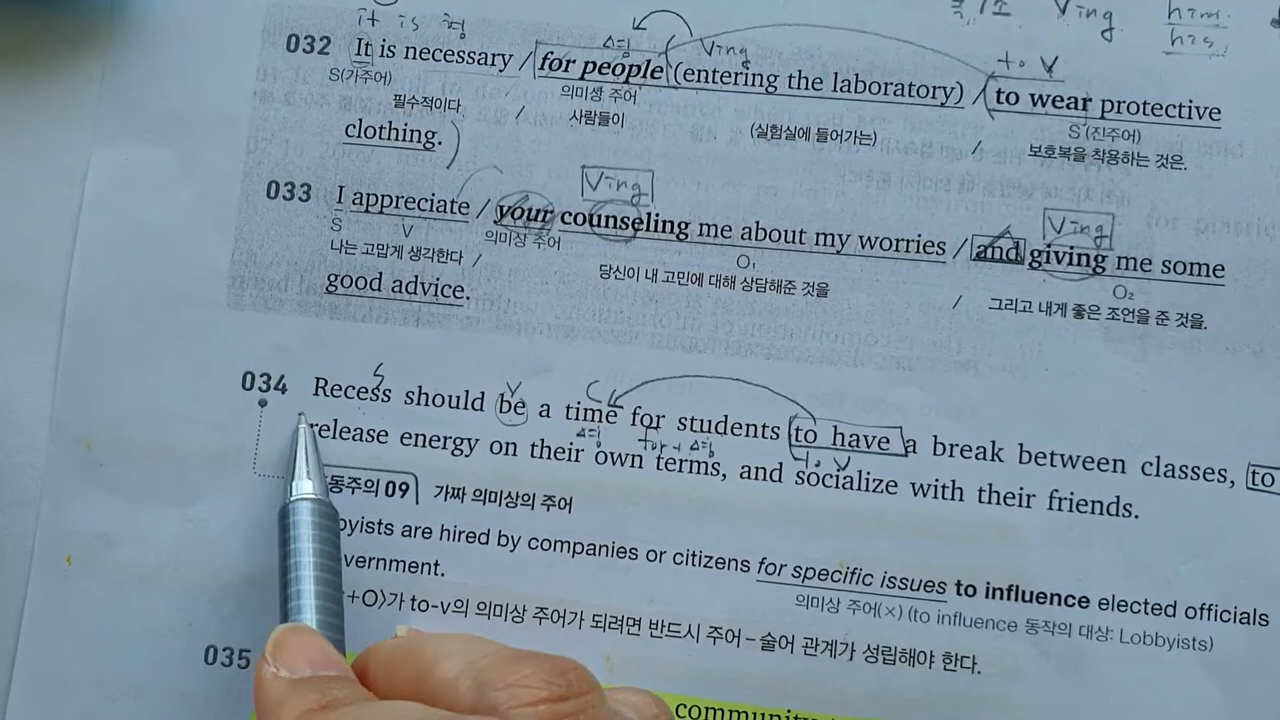 it is 형
Ving
him.
his
032 It is necessary / for people (entering the laboratory) / (to wear protective
Ving
to V
S(가주어)
의미상 주어
S′(진주어)
필수적이다 / 사람들이 (실험실에 들어가는) / 보호복을 착용하는 것은.
clothing.)
Ving
Ving
033 I appreciate / your counseling me about my worries / and giving me some
S V 의미상 주어 O₁ O₂
나는 고맙게 생각한다 / 당신이 내 고민에 대해 상담해준 것을 / 그리고 내게 좋은 조언을 준 것을.
good advice.
S V C
034 Recess should be a time for students to have a break between classes, to
to V
release energy on their own terms, and socialize with their friends.
동주의 09 가짜 의미상의 주어
byists are hired by companies or citizens for specific issues to influence elected officials
의미상 주어(×) (to influence 동작의 대상: Lobbyists)
vernment.
+O⟩가 to-v의 의미상 주어가 되려면 반드시 주어–술어 관계가 성립해야 한다.
035
community